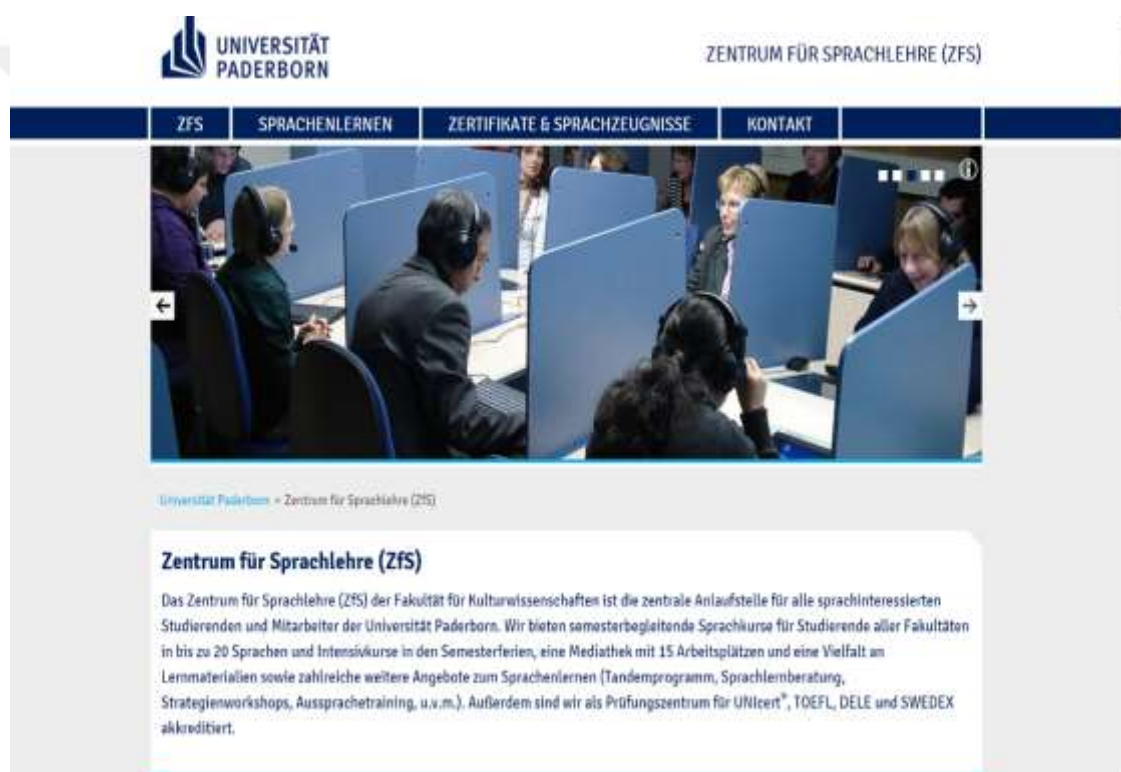 UNIVERSITÄT
PADERBORN
ZENTRUM FÜR SPRACHLEHRE (ZFS)
ZFS SPRACHENLERNEN ZERTIFIKATE & SPRACHZEUGNISSE KONTAKT
Universität Paderborn > Zentrum für Sprachlehre (ZfS)
Zentrum für Sprachlehre (ZfS)
Das Zentrum für Sprachlehre (ZfS) der Fakultät für Kulturwissenschaften ist die zentrale Anlaufstelle für alle sprachinteressierten
Studierenden und Mitarbeiter der Universität Paderborn. Wir bieten semesterbegleitende Sprachkurse für Studierende aller Fakultäten
in bis zu 20 Sprachen und Intensivkurse in den Semesterferien, eine Mediathek mit 15 Arbeitsplätzen und eine Vielfalt an
Lernmaterialien sowie zahlreiche weitere Angebote zum Sprachenlernen (Tandemprogramm, Sprachlernberatung,
Strategienworkshops, Aussprachetraining, u.v.m.). Außerdem sind wir als Prüfungszentrum für UNIcert®, TOEFL, DELE und SWEDEX
akkreditiert.